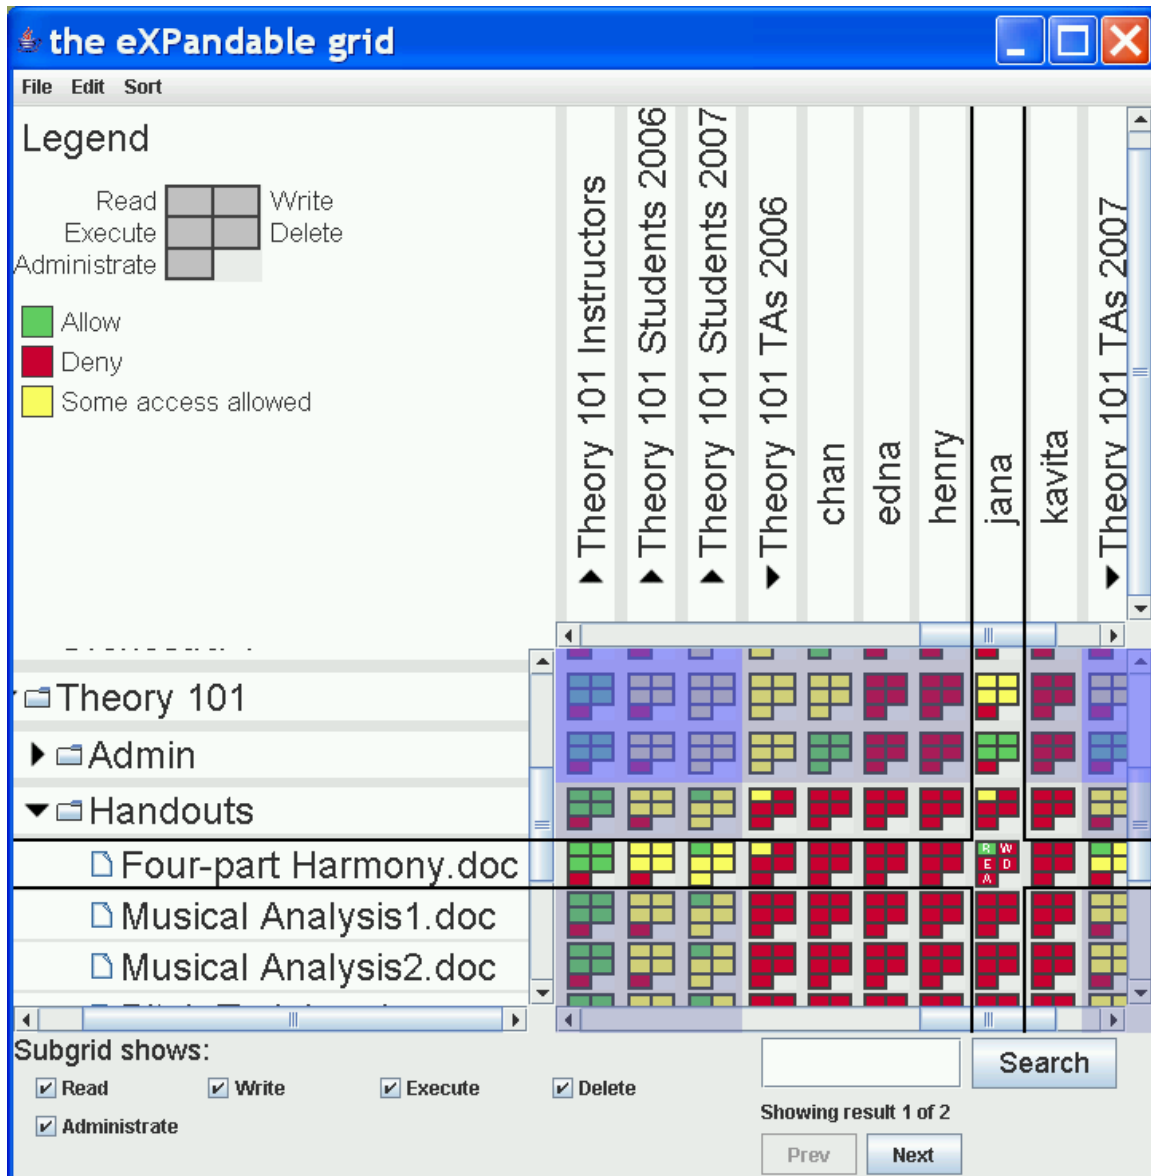 the eXPandable grid
File Edit Sort
Legend
Read Write
Execute Delete
Administrate
Allow
Deny
Some access allowed
Theory 101 Instructors
Theory 101 Students 2006
Theory 101 Students 2007
Theory 101 TAs 2006
chan
edna
henry
jana
kavita
Theory 101 TAs 2007
Theory 101
Admin
Handouts
Four-part Harmony.doc
R W
E D
A
Musical Analysis1.doc
Musical Analysis2.doc
Subgrid shows:
Read Write Execute Delete
Administrate
Search
Showing result 1 of 2
Prev Next